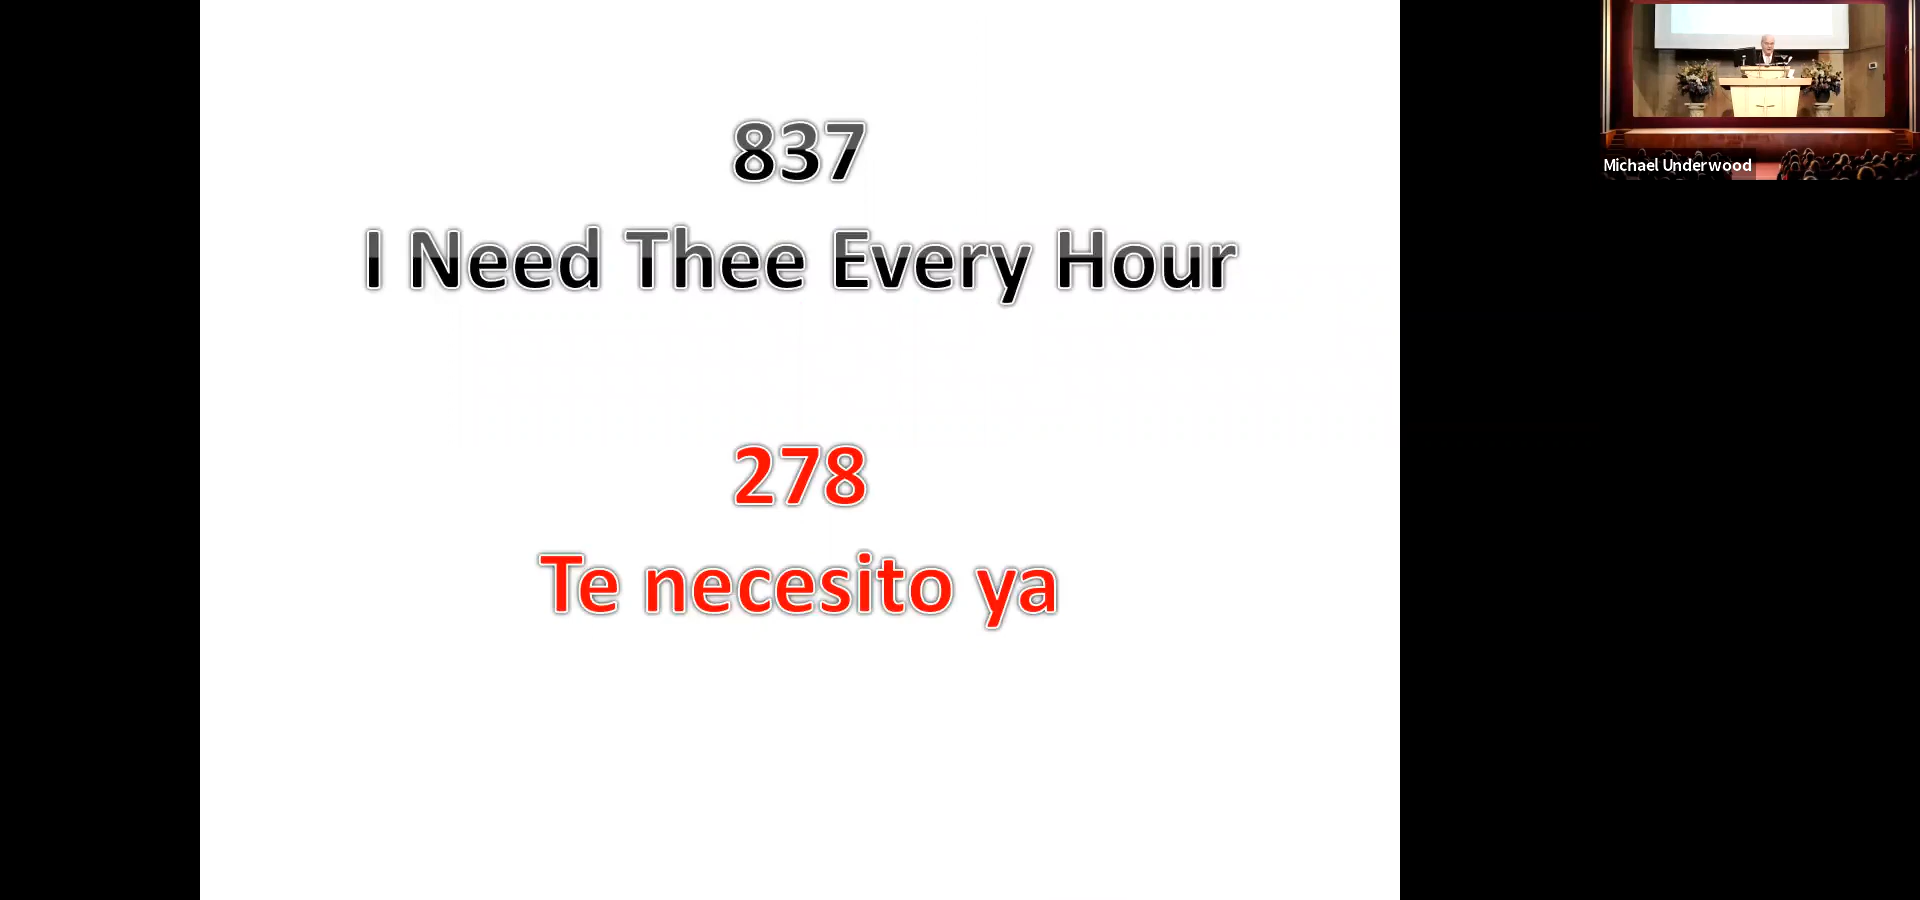 837
I Need Thee Every Hour
278
Te necesito ya
Michael Underwood